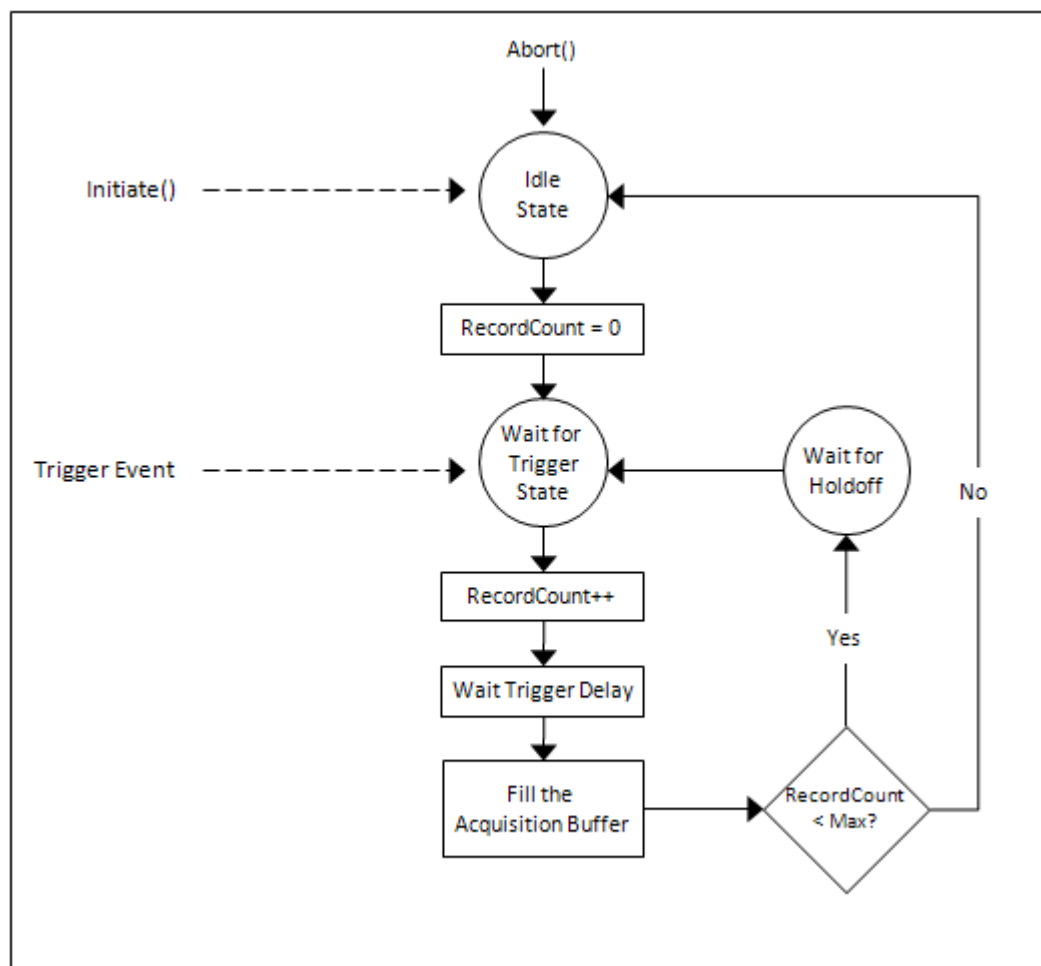 Abort()
Initiate()
Idle
State
RecordCount = 0
Wait for
Trigger
State
Trigger Event
Wait for
Holdoff
No
RecordCount++
Yes
Wait Trigger Delay
Fill the
Acquisition Buffer
RecordCount
< Max?